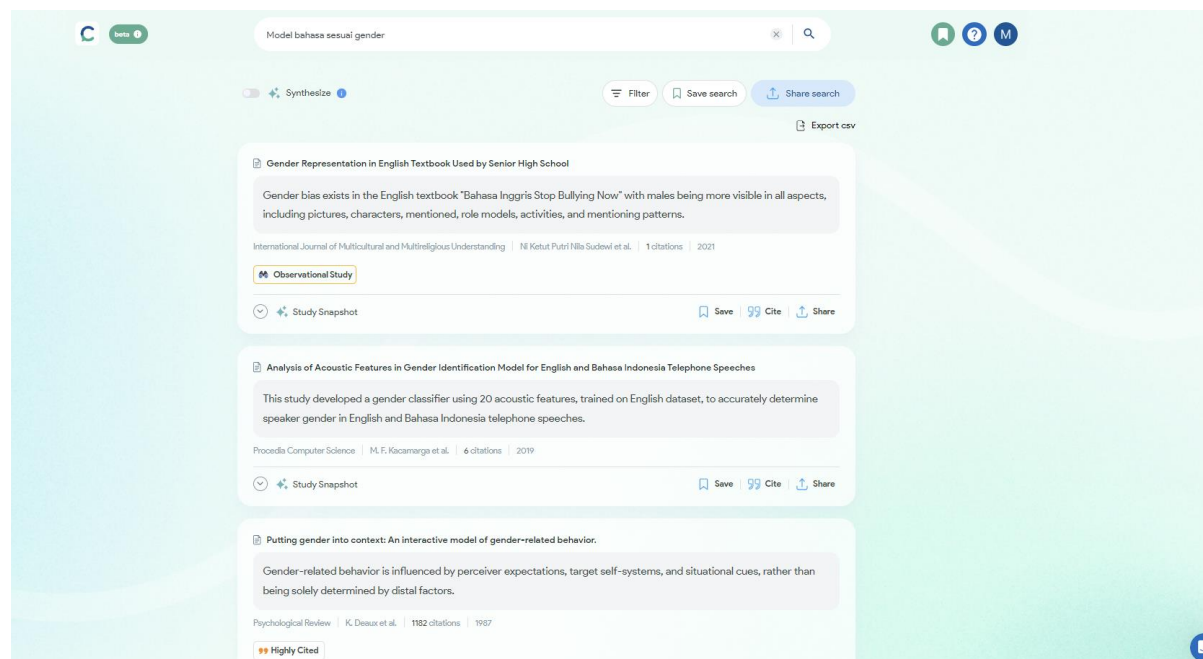 C beta
Model bahasa sesuai gender
M
Synthesize
Filter
Save search
Share search
Export csv
Gender Representation in English Textbook Used by Senior High School
Gender bias exists in the English textbook "Bahasa Inggris Stop Bullying Now" with males being more visible in all aspects,
including pictures, characters, mentioned, role models, activities, and mentioning patterns.
International Journal of Multicultural and Multireligious Understanding | Ni Ketut Putri Nila Sudewi et al. | 1 citations | 2021
Observational Study
Study Snapshot
Save
Cite
Share
Analysis of Acoustic Features in Gender Identification Model for English and Bahasa Indonesia Telephone Speeches
This study developed a gender classifier using 20 acoustic features, trained on English dataset, to accurately determine
speaker gender in English and Bahasa Indonesia telephone speeches.
Procedia Computer Science | M. F. Kacamarga et al. | 6 citations | 2019
Study Snapshot
Save
Cite
Share
Putting gender into context: An interactive model of gender-related behavior.
Gender-related behavior is influenced by perceiver expectations, target self-systems, and situational cues, rather than
being solely determined by distal factors.
Psychological Review | K. Deaux et al. | 1182 citations | 1987
Highly Cited